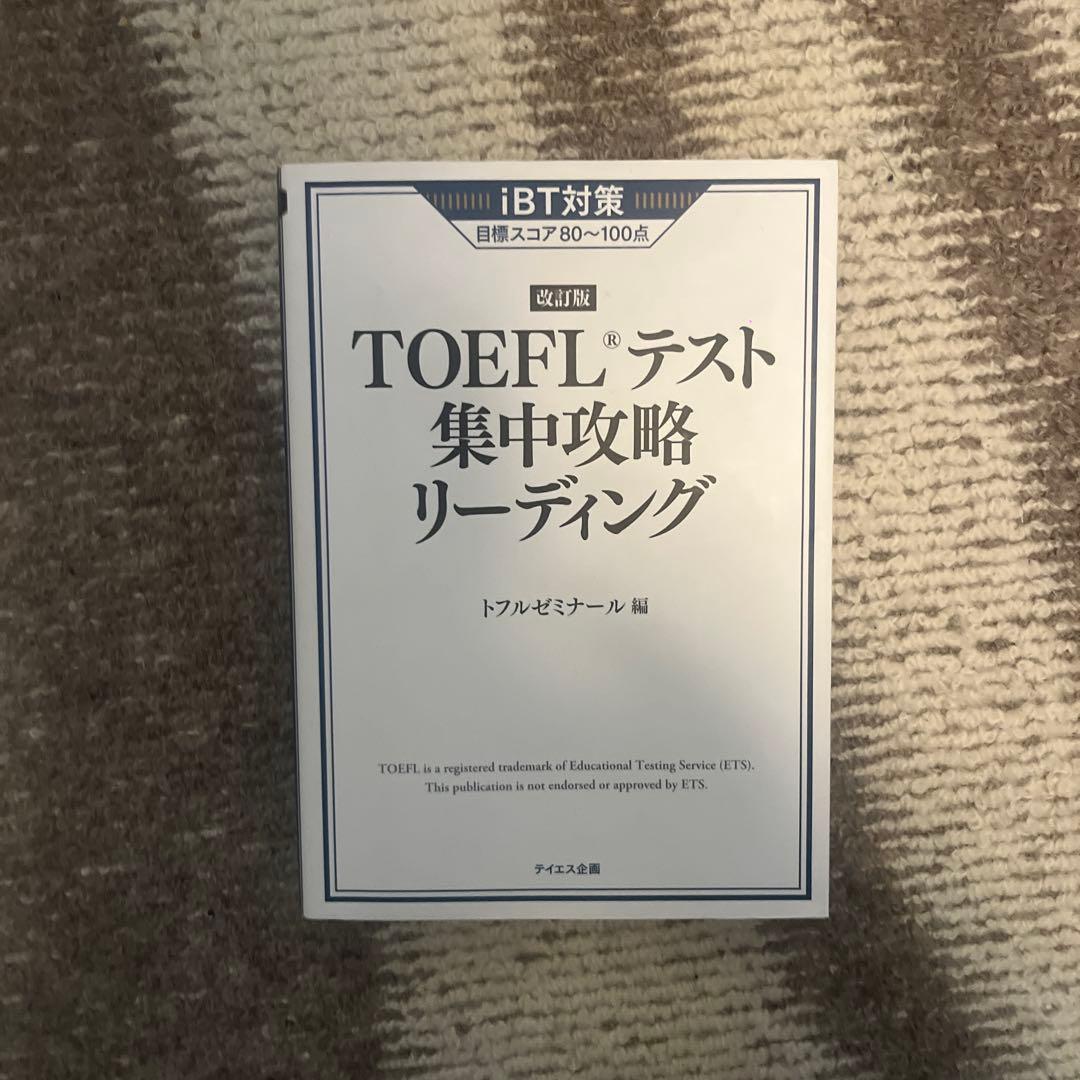 iBT対策
目標スコア80〜100点
改訂版
TOEFL®テスト
集中攻略
リーディング
トフルゼミナール 編
TOEFL is a registered trademark of Educational Testing Service (ETS).
This publication is not endorsed or approved by ETS.
テイエス企画